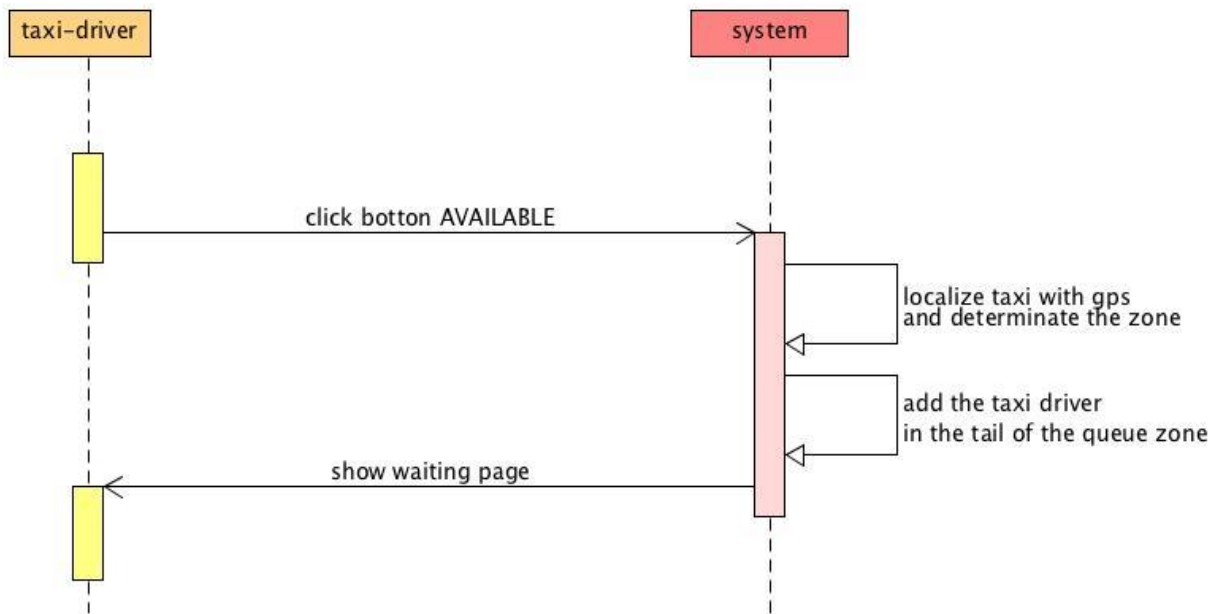 taxi-driver
system
click botton AVAILABLE
localize taxi with gps
and determinate the zone
add the taxi driver
in the tail of the queue zone
show waiting page